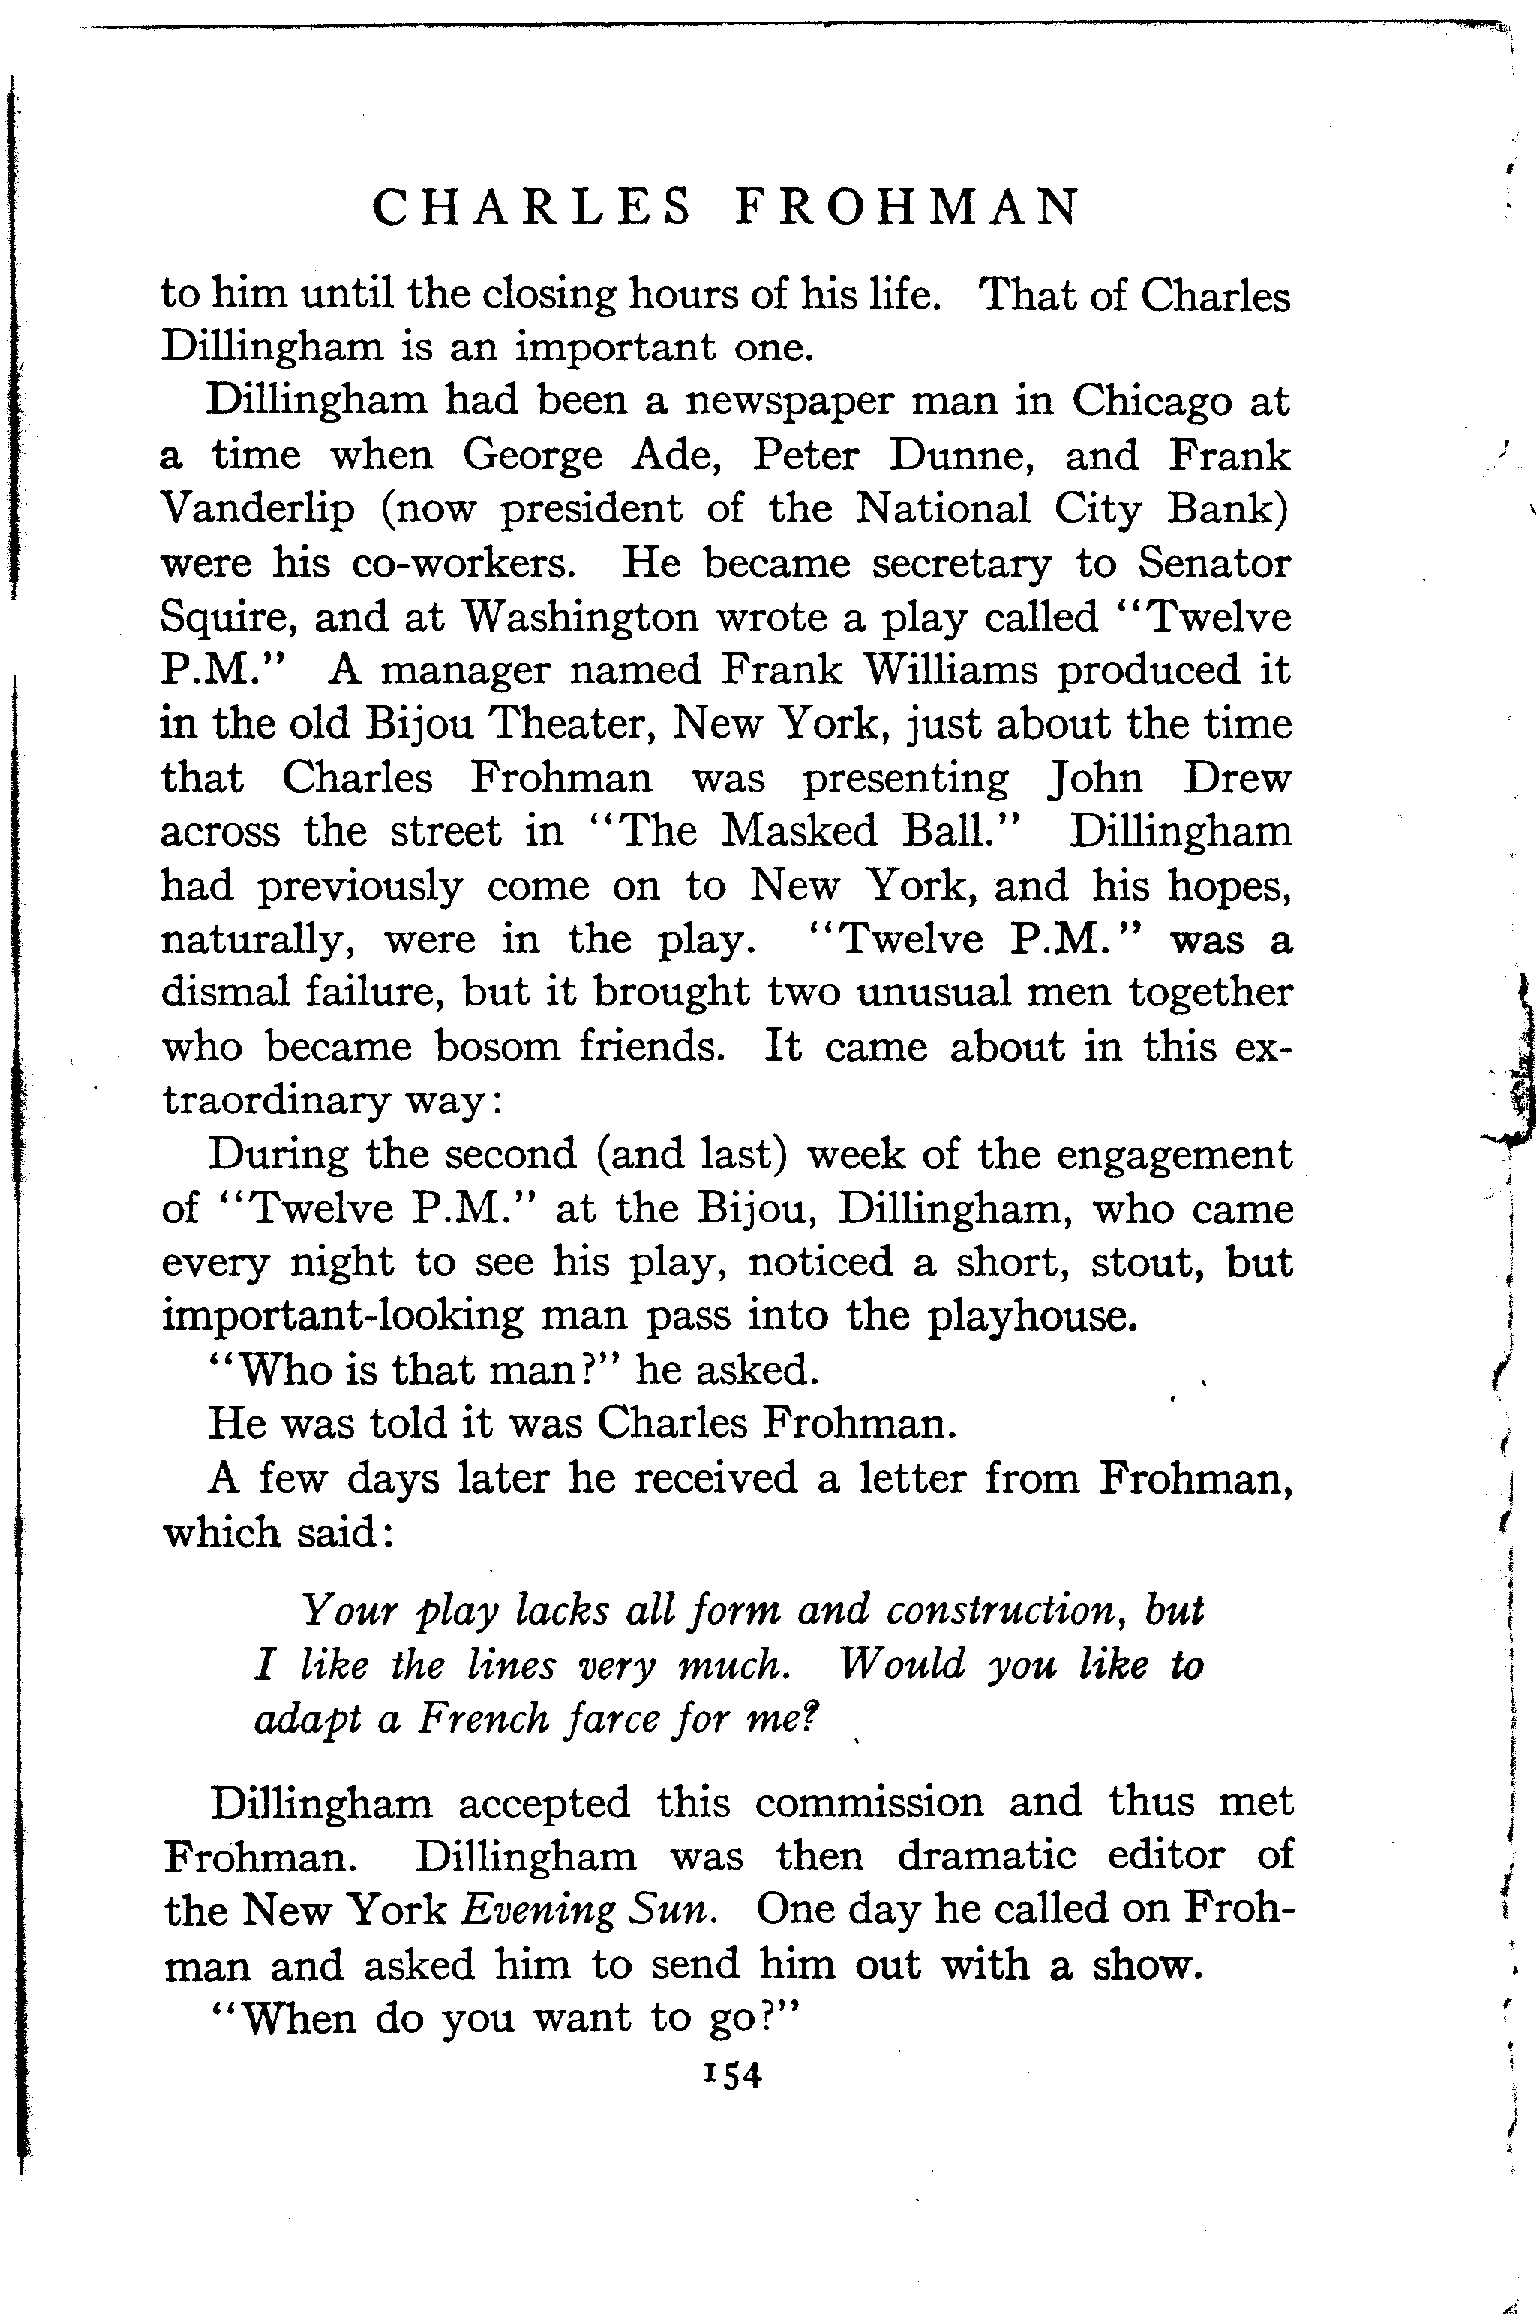 CHARLES FROHMAN
to him until the closing hours of his life. That of Charles
Dillingham is an important one.
Dillingham had been a newspaper man in Chicago at
a time when George Ade, Peter Dunne, and Frank
Vanderlip (now president of the National City Bank)
were his co-workers. He became secretary to Senator
Squire, and at Washington wrote a play called "Twelve
P.M." A manager named Frank Williams produced it
in the old Bijou Theater, New York, just about the time
that Charles Frohman was presenting John Drew
across the street in "The Masked Ball." Dillingham
had previously come on to New York, and his hopes,
naturally, were in the play. "Twelve P.M." was a
dismal failure, but it brought two unusual men together
who became bosom friends. It came about in this ex-
traordinary way:
During the second (and last) week of the engagement
of "Twelve P.M." at the Bijou, Dillingham, who came
every night to see his play, noticed a short, stout, but
important-looking man pass into the playhouse.
"Who is that man?" he asked.
He was told it was Charles Frohman.
A few days later he received a letter from Frohman,
which said:
Your play lacks all form and construction, but
I like the lines very much. Would you like to
adapt a French farce for me?
Dillingham accepted this commission and thus met
Frohman. Dillingham was then dramatic editor of
the New York Evening Sun. One day he called on Froh-
man and asked him to send him out with a show.
"When do you want to go?"
154